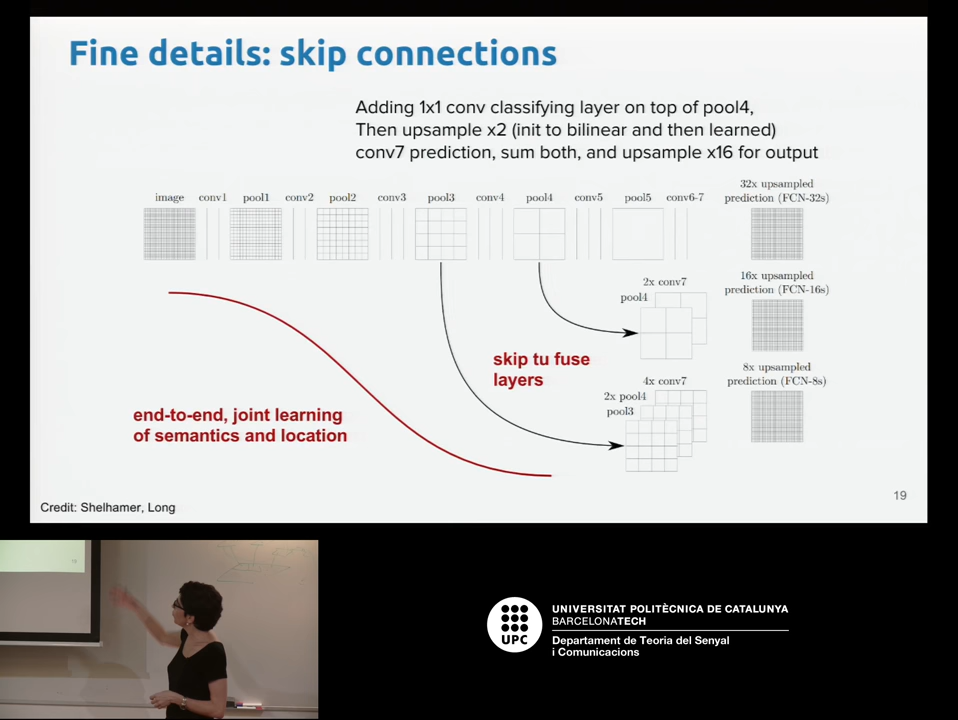 Fine details: skip connections
Adding 1x1 conv classifying layer on top of pool4,
Then upsample x2 (init to bilinear and then learned)
conv7 prediction, sum both, and upsample x16 for output
image conv1 pool1 conv2 pool2 conv3 pool3 conv4 pool4 conv5 pool5 conv6-7
32x upsampled
prediction (FCN-32s)
2x conv7
pool4
16x upsampled
prediction (FCN-16s)
skip tu fuse
layers
4x conv7
2x pool4
pool3
8x upsampled
prediction (FCN-8s)
end-to-end, joint learning
of semantics and location
19
Credit: Shelhamer, Long
UPC
UNIVERSITAT POLITÈCNICA DE CATALUNYA
BARCELONATECH
Departament de Teoria del Senyal
i Comunicacions